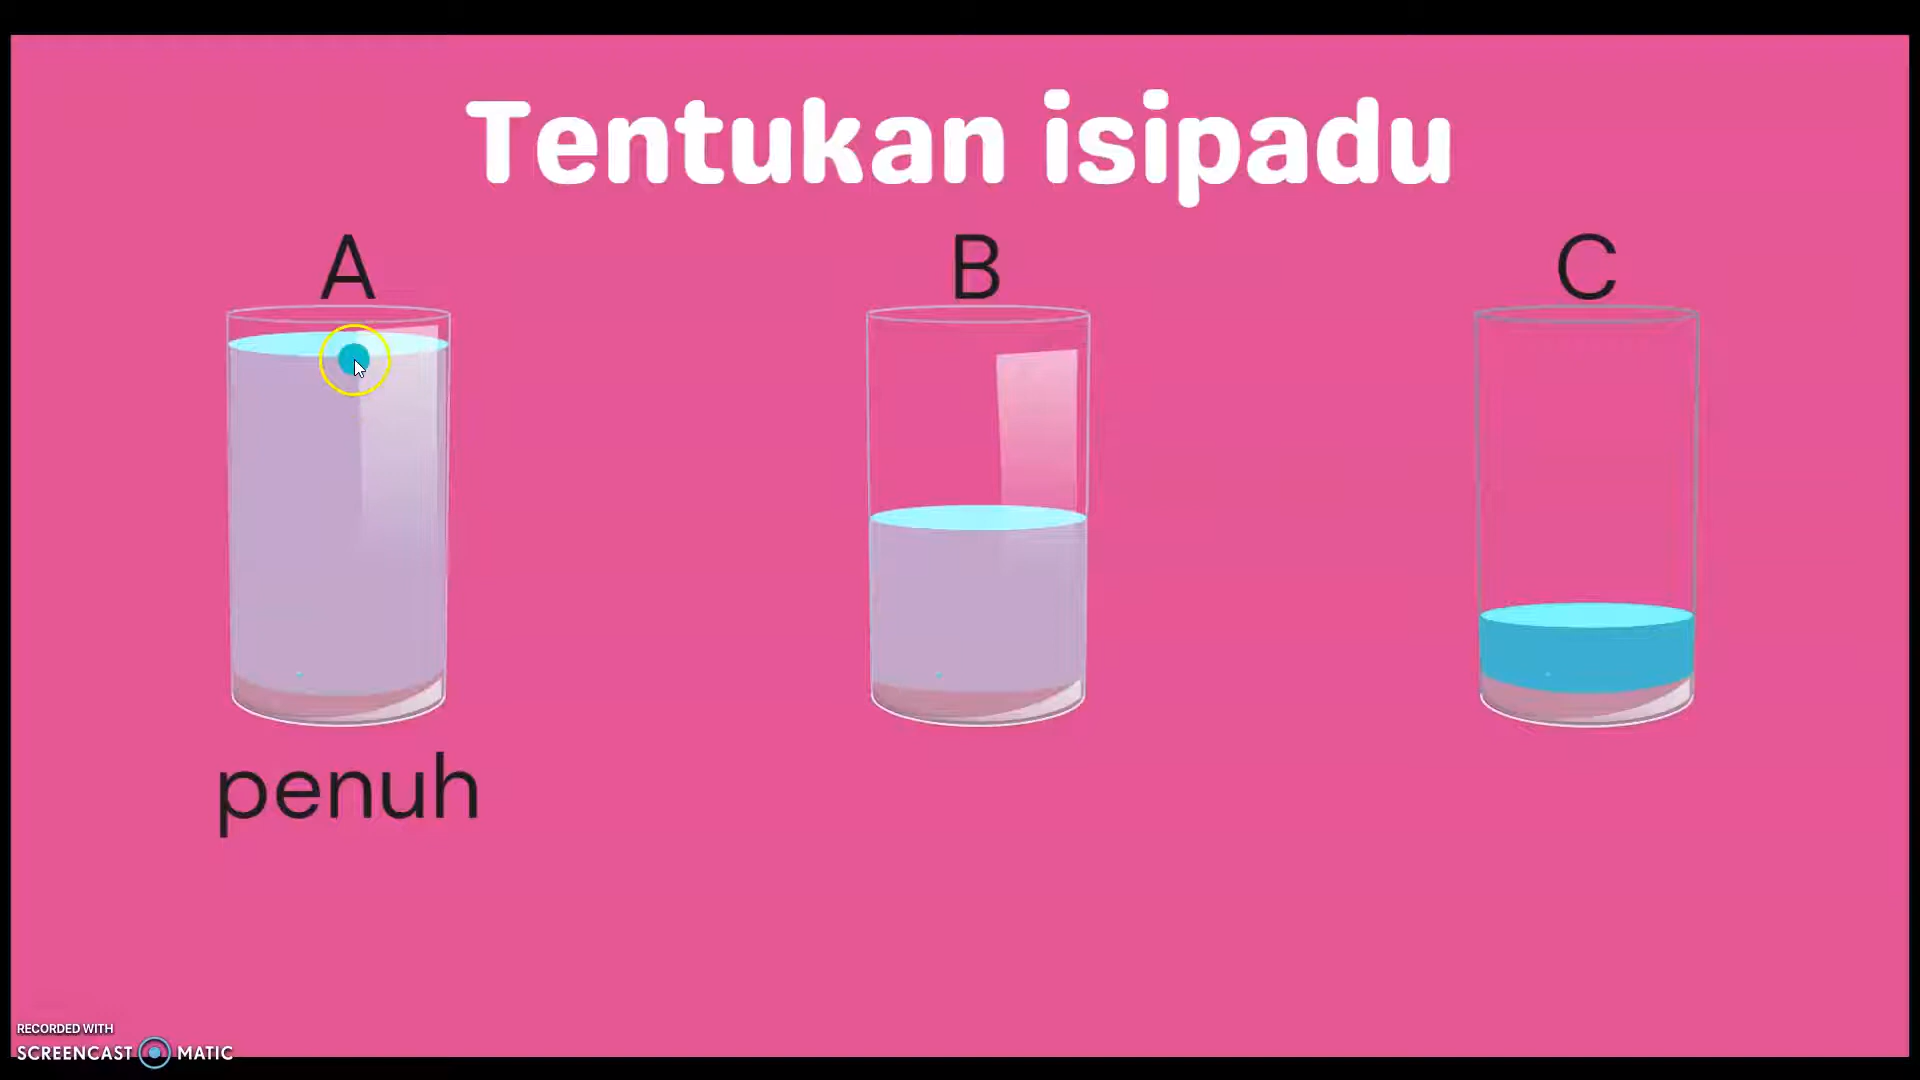 Tentukan isipadu
A
B
C
penuh
RECORDED WITH
SCREENCAST MATIC